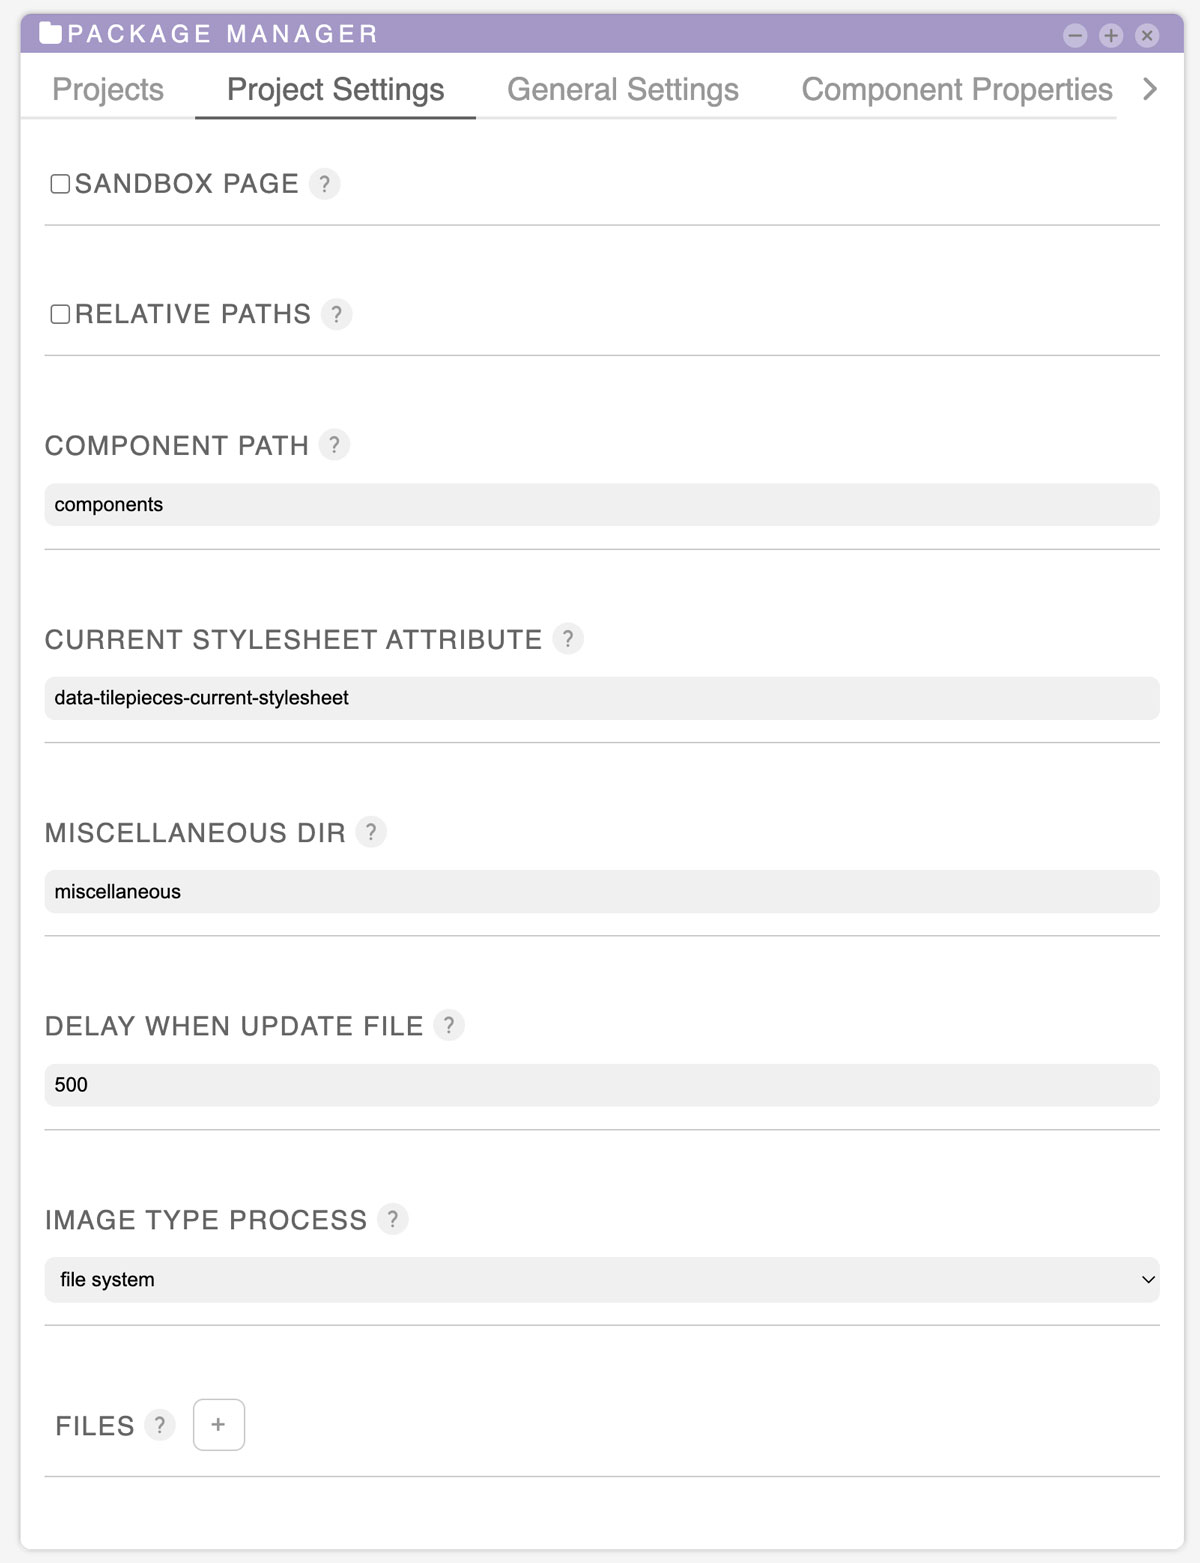 PACKAGE MANAGER
Projects Project Settings General Settings Component Properties
SANDBOX PAGE ?
RELATIVE PATHS ?
COMPONENT PATH ?
components
CURRENT STYLESHEET ATTRIBUTE ?
data-tilepieces-current-stylesheet
MISCELLANEOUS DIR ?
miscellaneous
DELAY WHEN UPDATE FILE ?
500
IMAGE TYPE PROCESS ?
file system
FILES ? +